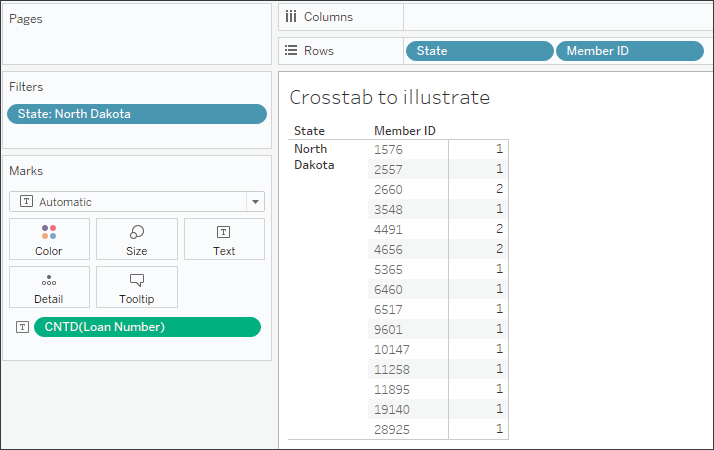 Pages
Columns
Rows State Member ID
Filters
State: North Dakota
Marks
T Automatic
Color Size T Text
Detail Tooltip
T CNTD(Loan Number)
Crosstab to illustrate
State Member ID
North Dakota 1576 1
2557 1
2660 2
3548 1
4491 2
4656 2
5365 1
6460 1
6517 1
9601 1
10147 1
11258 1
11895 1
19140 1
28925 1